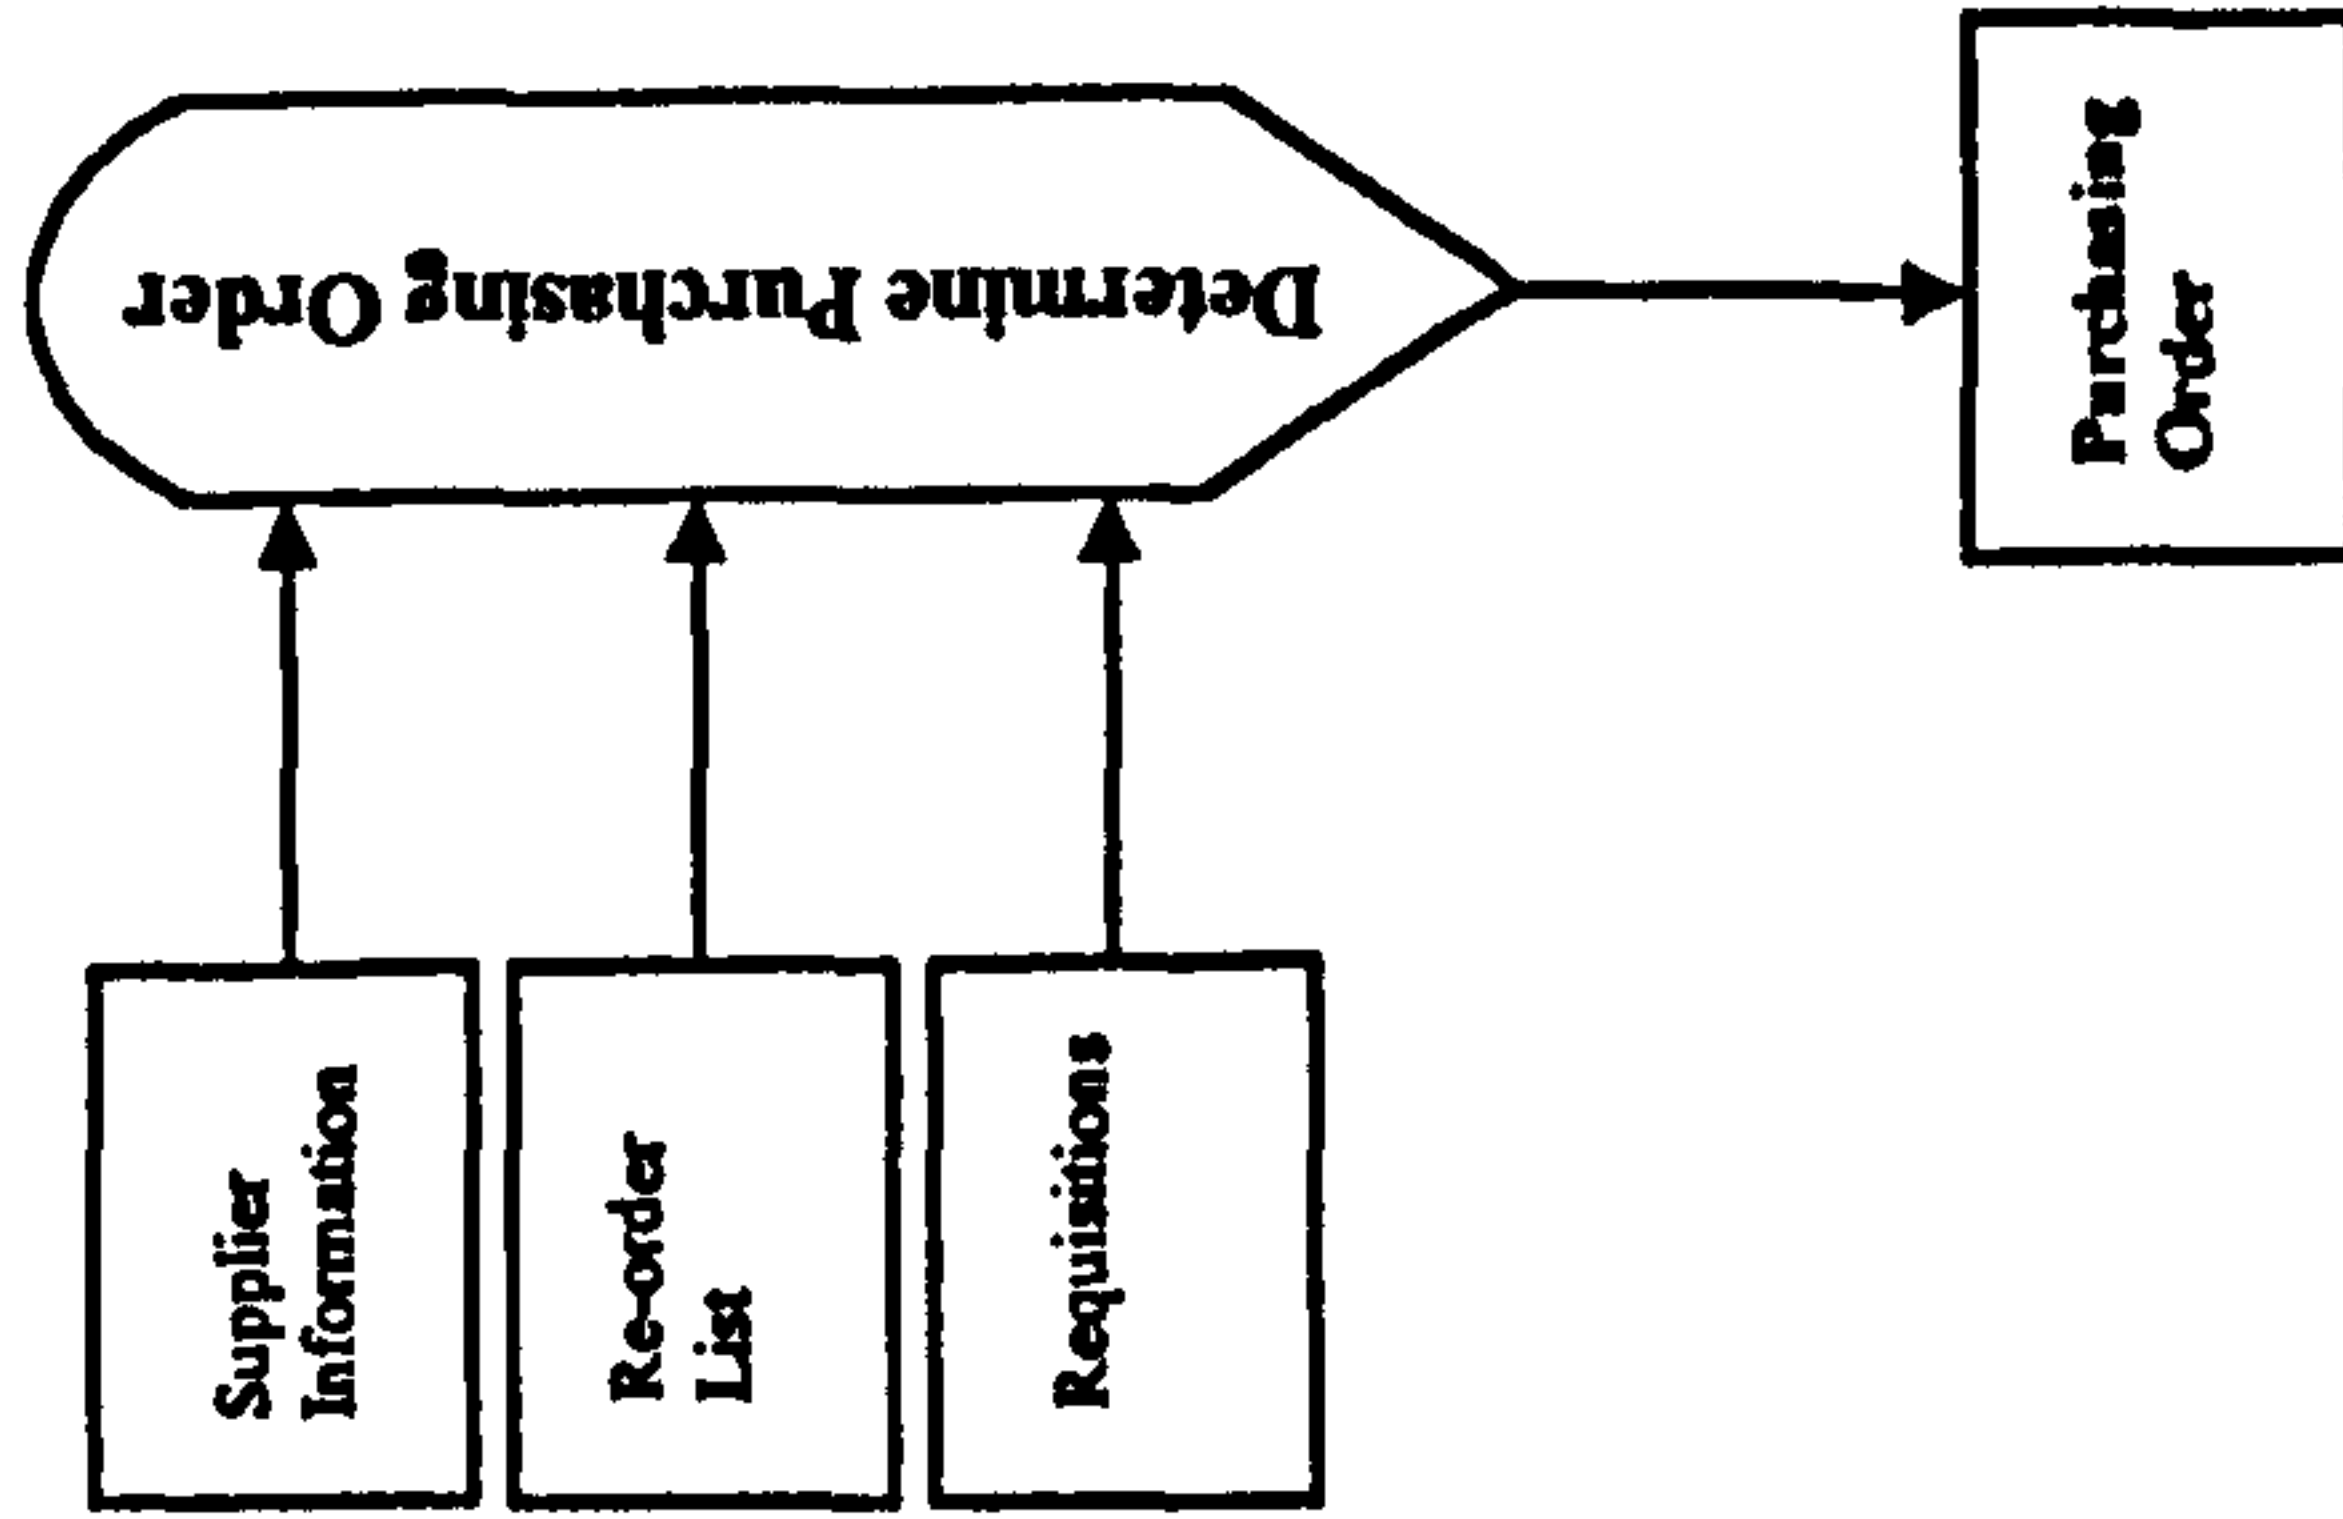 Supplier
Information
Re-order
List
Requisitions
Determine Purchasing Order
Purchasing
Order